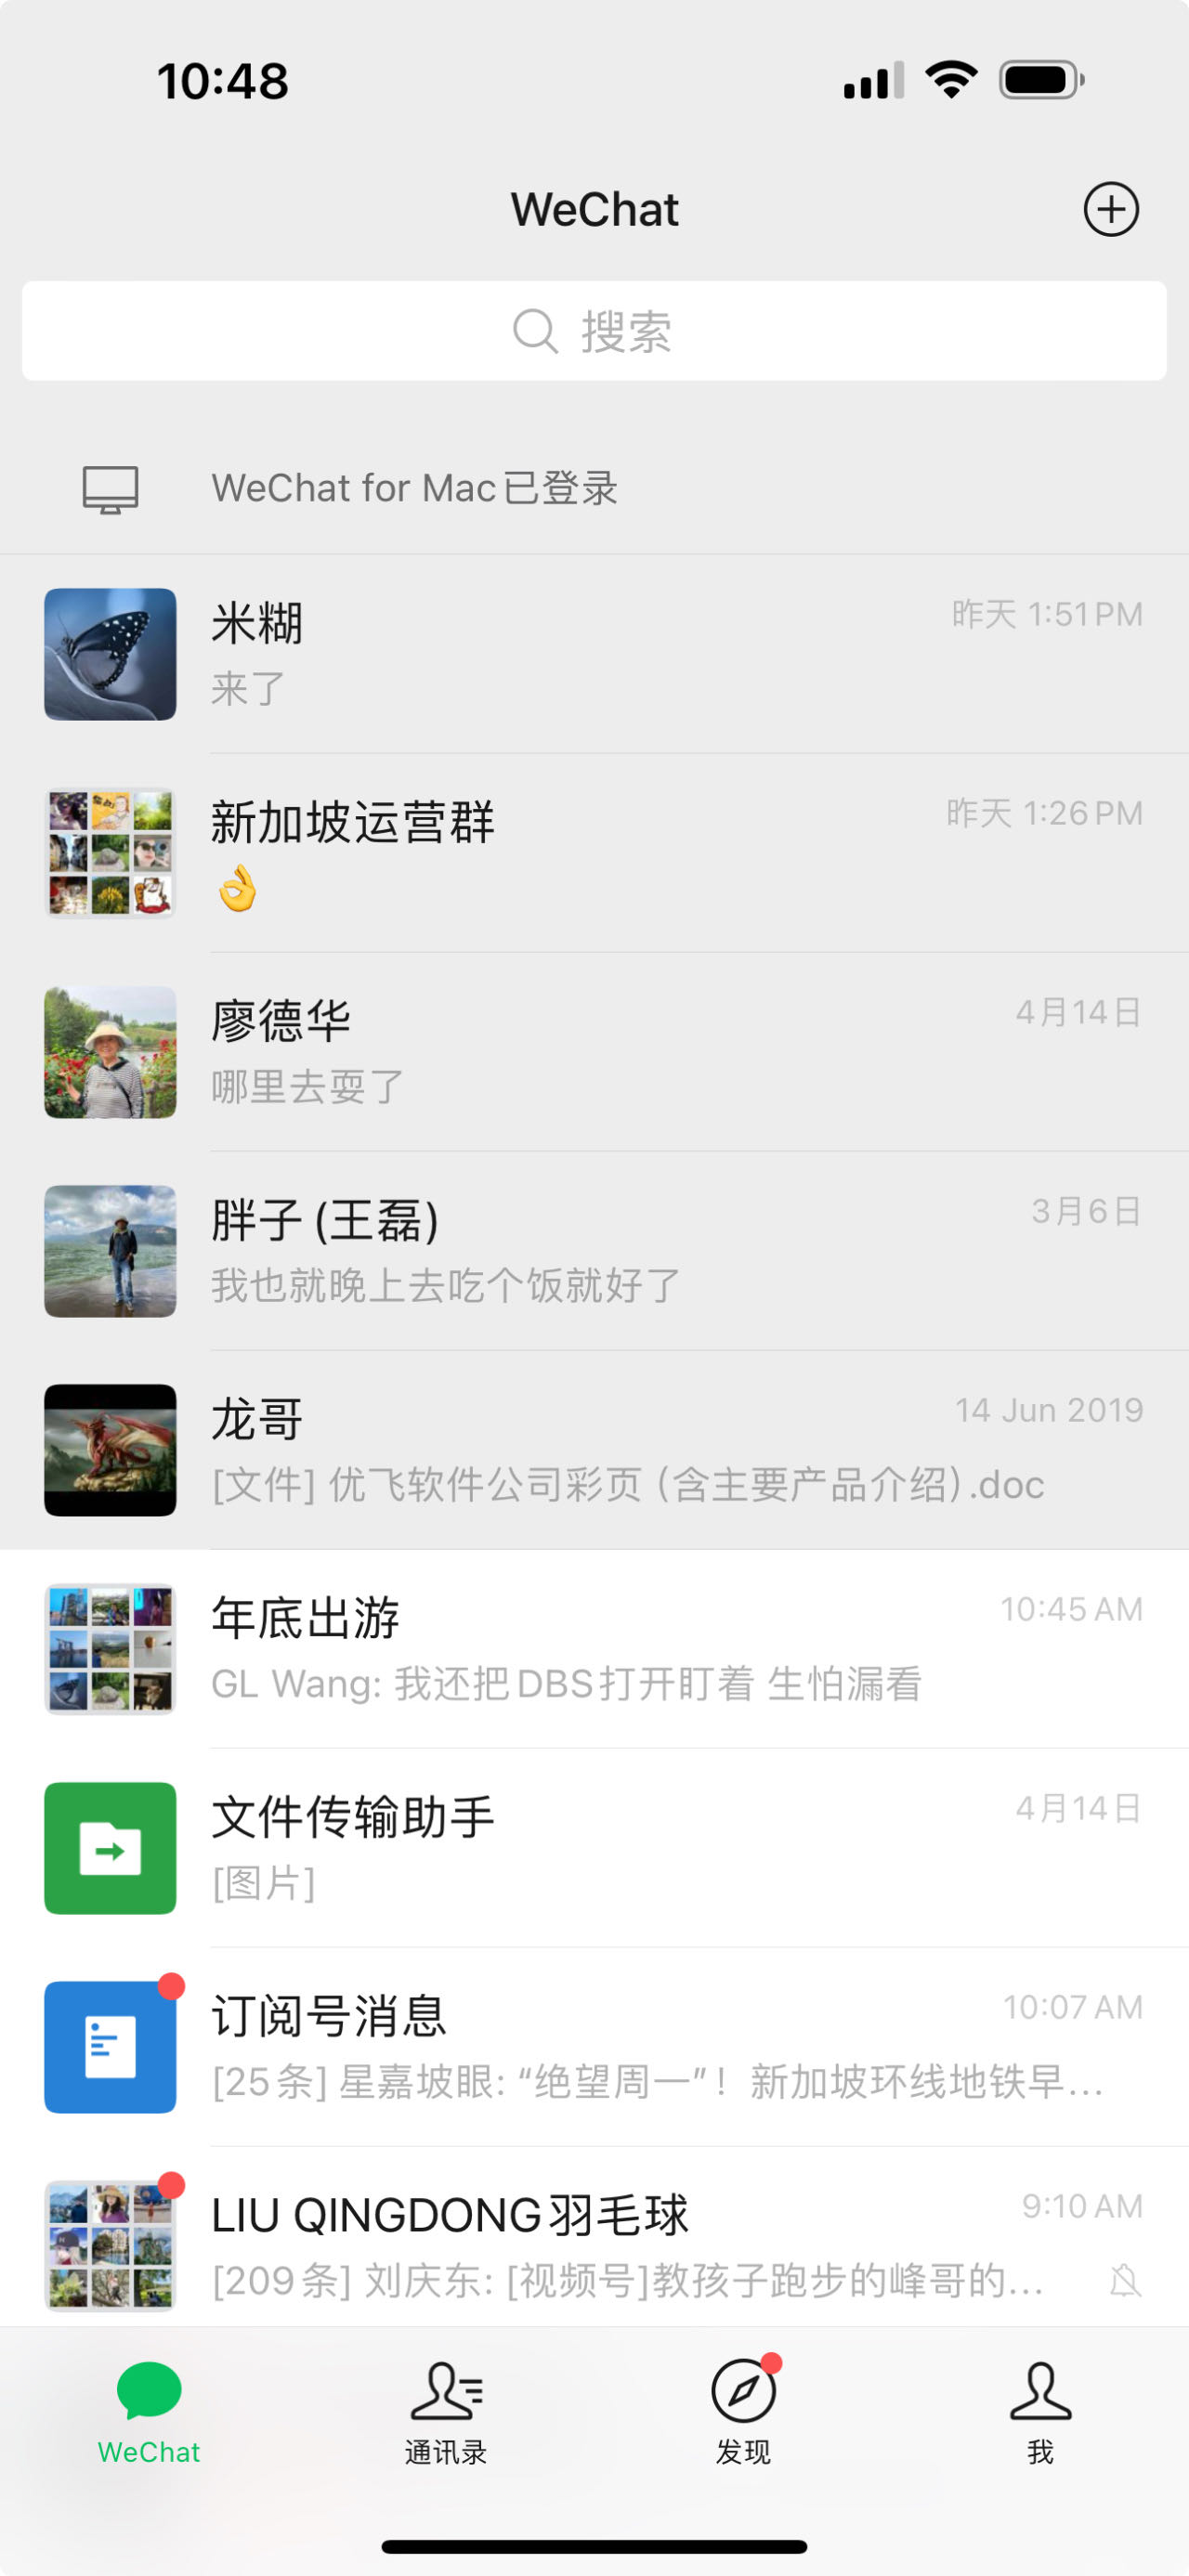 10:48
WeChat
搜索
WeChat for Mac已登录
米糊
昨天 1:51 PM
来了
新加坡运营群
昨天 1:26 PM
👌
廖德华
4月14日
哪里去耍了
胖子 (王磊)
3月6日
我也就晚上去吃个饭就好了
龙哥
14 Jun 2019
[文件] 优飞软件公司彩页（含主要产品介绍）.doc
年底出游
10:45 AM
GL Wang: 我还把DBS打开盯着 生怕漏看
文件传输助手
4月14日
[图片]
订阅号消息
10:07 AM
[25条] 星嘉坡眼: “绝望周一”！新加坡环线地铁早...
LIU QINGDONG羽毛球
9:10 AM
[209条] 刘庆东: [视频号]教孩子跑步的峰哥的...
WeChat
通讯录
发现
我